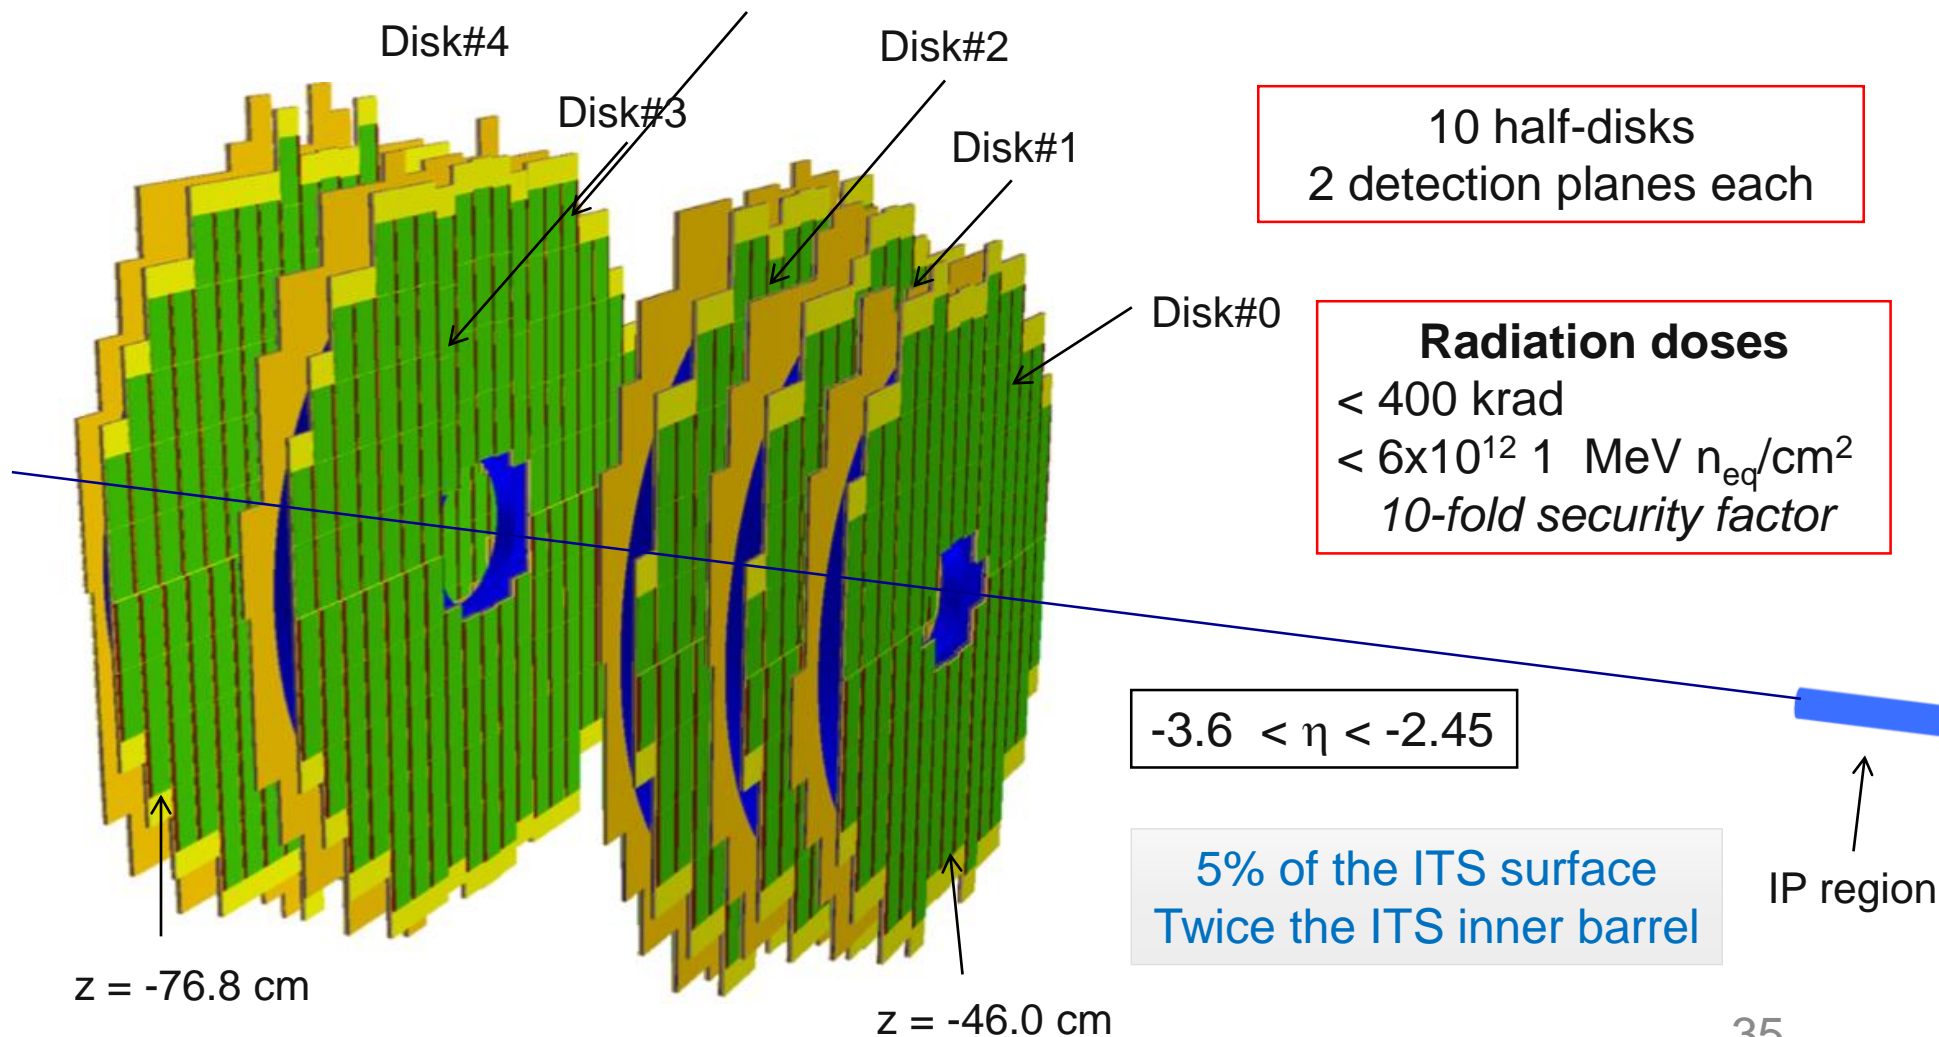 Disk#4
Disk#2
Disk#3
Disk#1
10 half-disks
2 detection planes each
Disk#0
Radiation doses
< 400 krad
< 6x10¹² 1 MeV n_eq/cm²
10-fold security factor
-3.6 < η < -2.45
5% of the ITS surface
Twice the ITS inner barrel
IP region
z = -76.8 cm
z = -46.0 cm
35